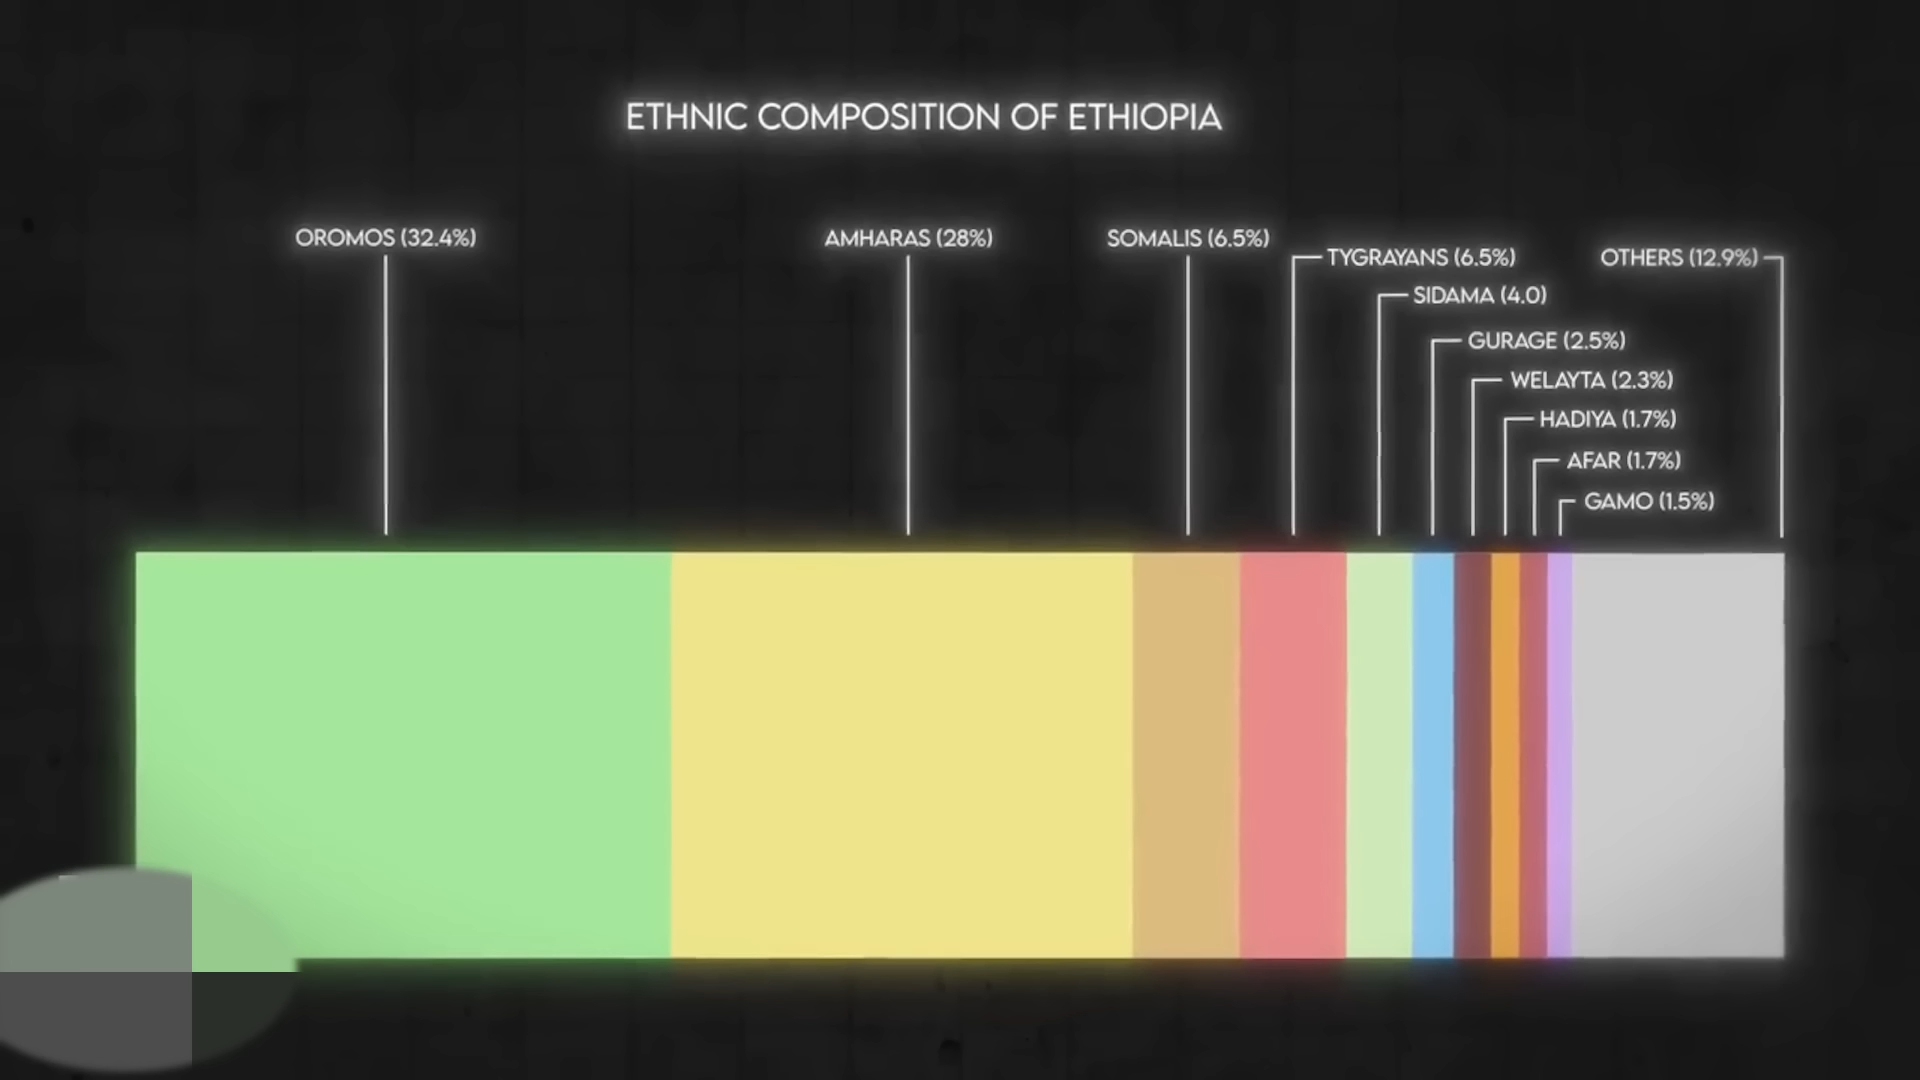 ETHNIC COMPOSITION OF ETHIOPIA
OROMOS (32.4%)
AMHARAS (28%)
SOMALIS (6.5%)
TYGRAYANS (6.5%)
OTHERS (12.9%)
SIDAMA (4.0)
GURAGE (2.5%)
WELAYTA (2.3%)
HADIYA (1.7%)
AFAR (1.7%)
GAMO (1.5%)